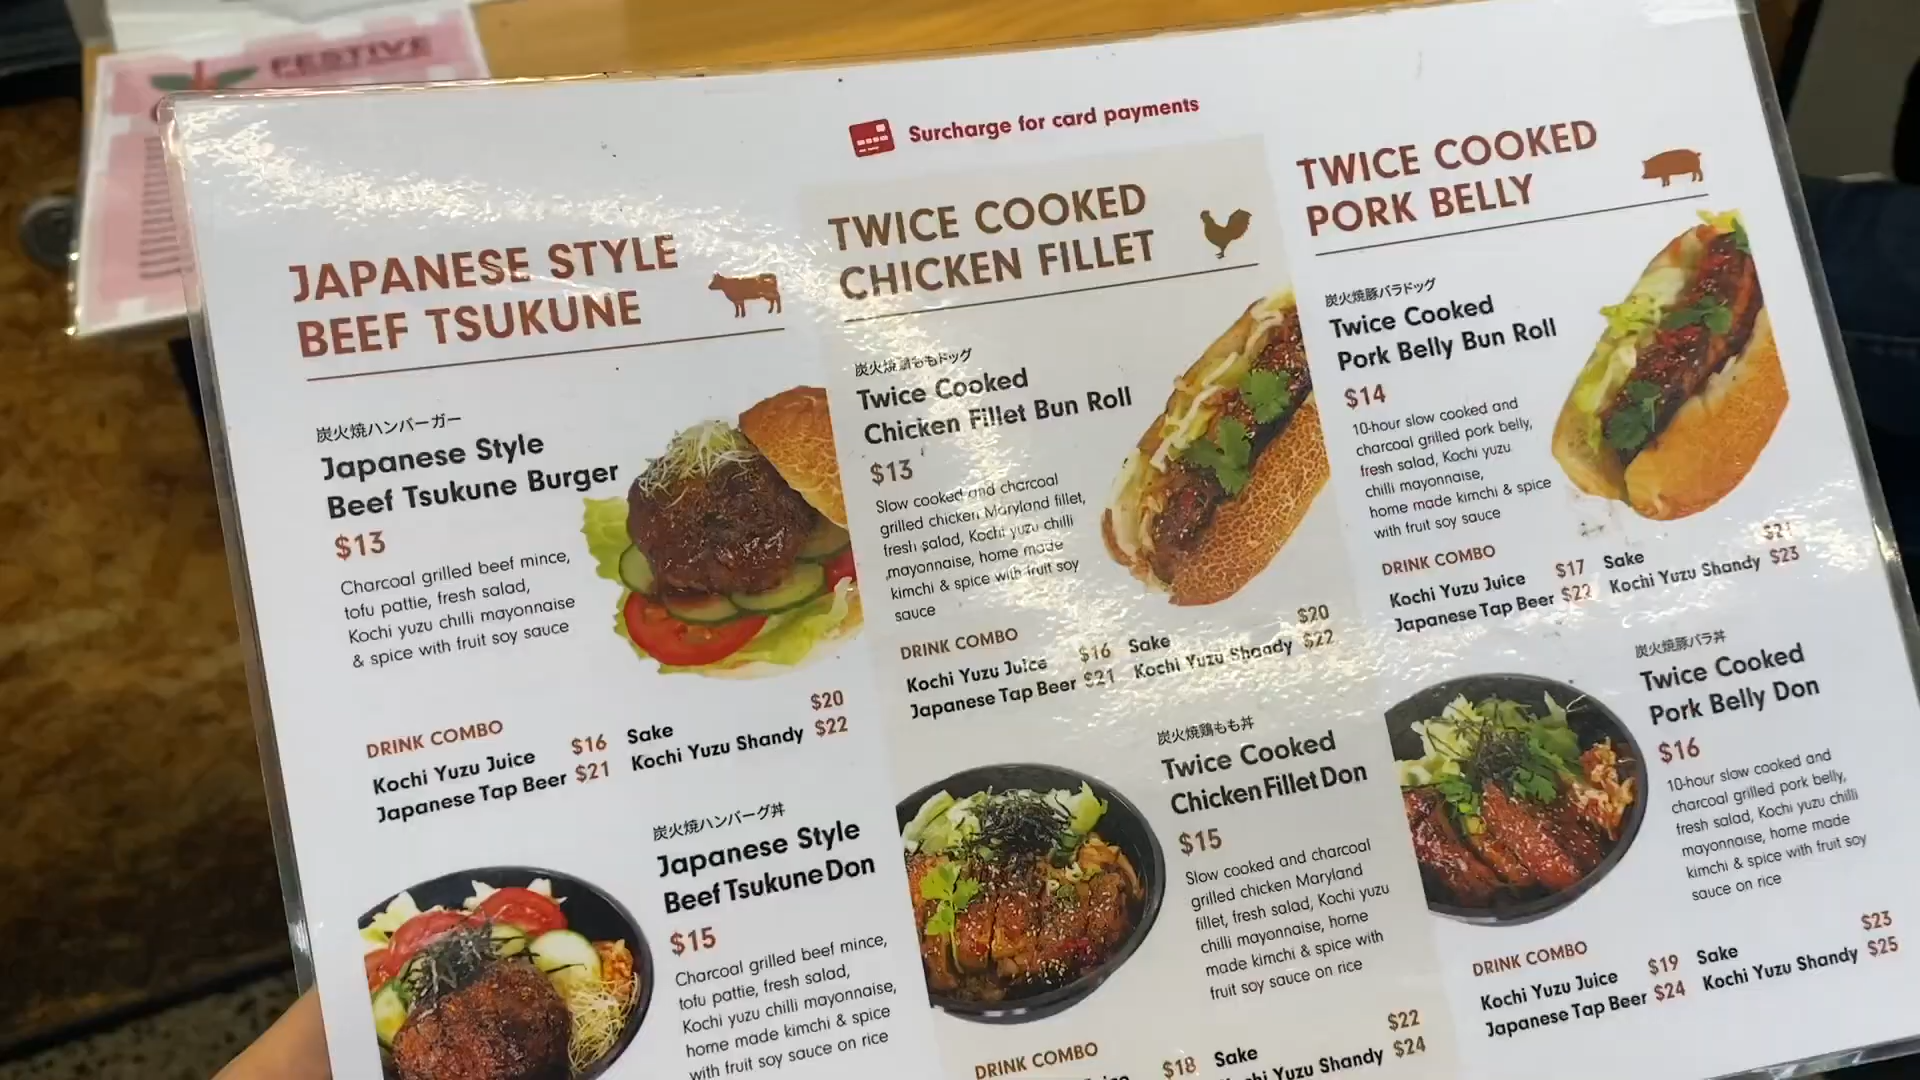 FESTIVE
Surcharge for card payments
JAPANESE STYLE
BEEF TSUKUNE
炭火焼ハンバーガー
Japanese Style
Beef Tsukune Burger
$13
Charcoal grilled beef mince,
tofu pattie, fresh salad,
Kochi yuzu chilli mayonnaise
& spice with fruit soy sauce
DRINK COMBO
Kochi Yuzu Juice $16 Sake $20
Japanese Tap Beer $21 Kochi Yuzu Shandy $22
炭火焼ハンバーグ丼
Japanese Style
Beef Tsukune Don
$15
Charcoal grilled beef mince,
tofu pattie, fresh salad,
Kochi yuzu chilli mayonnaise,
home made kimchi & spice
with fruit soy sauce on rice
TWICE COOKED
CHICKEN FILLET
炭火焼鶏ももドッグ
Twice Cooked
Chicken Fillet Bun Roll
$13
Slow cooked and charcoal
grilled chicken Maryland fillet,
fresh salad, Kochi yuzu chilli
mayonnaise, home made
kimchi & spice with fruit soy
sauce
DRINK COMBO
Kochi Yuzu Juice $16 Sake $20
Japanese Tap Beer $21 Kochi Yuzu Shandy $22
炭火焼鶏もも丼
Twice Cooked
Chicken Fillet Don
$15
Slow cooked and charcoal
grilled chicken Maryland
fillet, fresh salad, Kochi yuzu
chilli mayonnaise, home
made kimchi & spice with
fruit soy sauce on rice
DRINK COMBO
$18 Sake $22
Shandy $24
TWICE COOKED
PORK BELLY
炭火焼豚バラドッグ
Twice Cooked
Pork Belly Bun Roll
$14
10-hour slow cooked and
charcoal grilled pork belly,
fresh salad, Kochi yuzu
chilli mayonnaise,
home made kimchi & spice
with fruit soy sauce
DRINK COMBO
Kochi Yuzu Juice $17 Sake $21
Japanese Tap Beer $22 Kochi Yuzu Shandy $23
炭火焼豚バラ丼
Twice Cooked
Pork Belly Don
$16
10-hour slow cooked and
charcoal grilled pork belly,
fresh salad, Kochi yuzu chilli
mayonnaise, home made
kimchi & spice with fruit soy
sauce on rice
DRINK COMBO
Kochi Yuzu Juice $19 Sake $23
Japanese Tap Beer $24 Kochi Yuzu Shandy $25